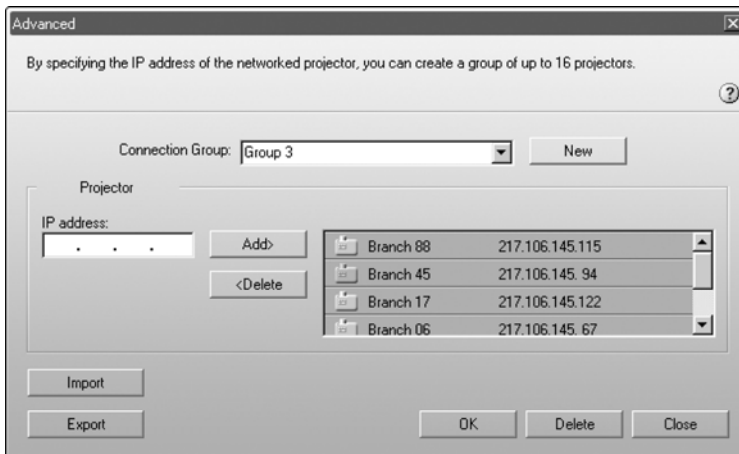 Advanced
By specifying the IP address of the networked projector, you can create a group of up to 16 projectors.
?
Connection Group: Group 3 New
Projector
IP address:
. . . Add>
<Delete
Branch 88 217.106.145.115
Branch 45 217.106.145. 94
Branch 17 217.106.145.122
Branch 06 217.106.145. 67
Import
Export OK Delete Close